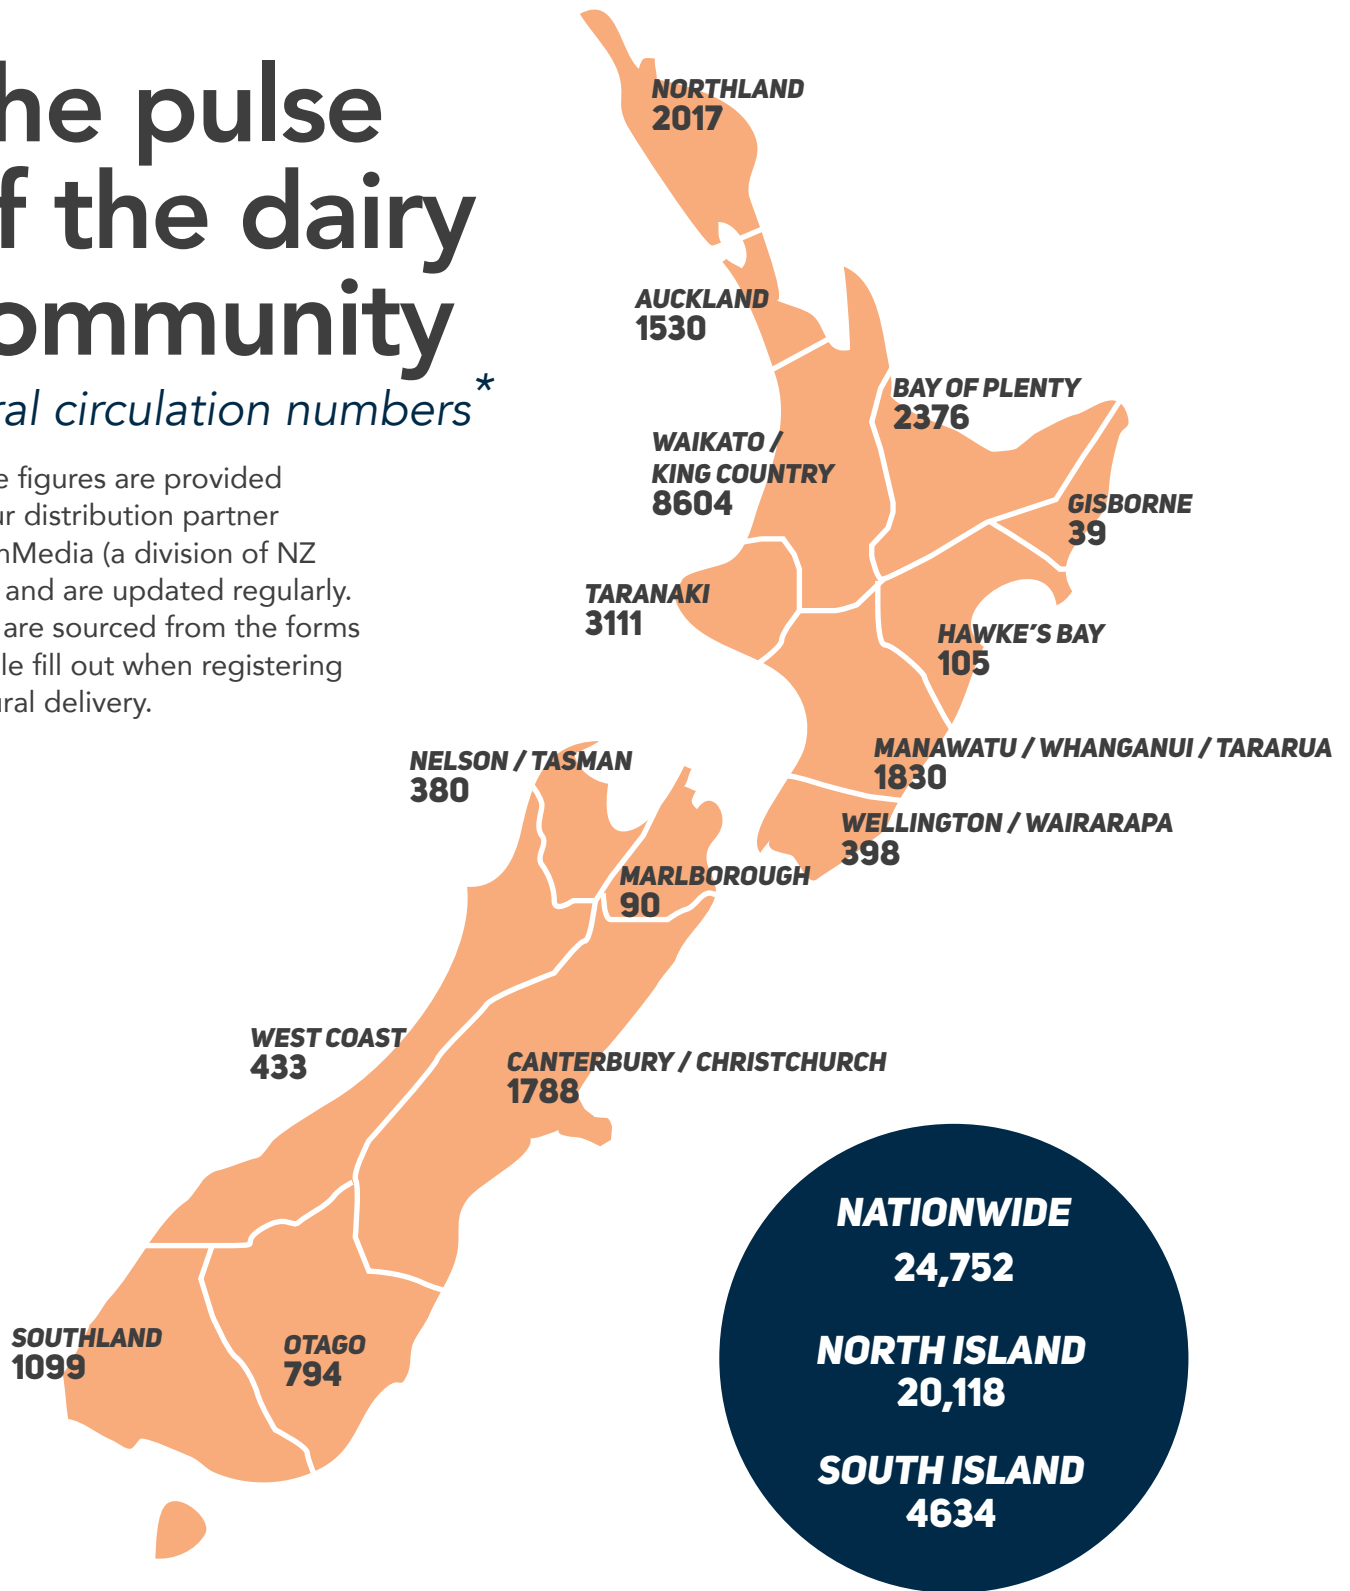 he pulse
f the dairy
ommunity
ral circulation numbers*
e figures are provided
ur distribution partner
nMedia (a division of NZ
and are updated regularly.
are sourced from the forms
le fill out when registering
ural delivery.
NORTHLAND
2017
AUCKLAND
1530
BAY OF PLENTY
2376
WAIKATO /
KING COUNTRY
8604
GISBORNE
39
TARANAKI
3111
HAWKE’S BAY
105
MANAWATU / WHANGANUI / TARARUA
1830
NELSON / TASMAN
380
WELLINGTON / WAIRARAPA
398
MARLBOROUGH
90
WEST COAST
433
CANTERBURY / CHRISTCHURCH
1788
SOUTHLAND
1099
OTAGO
794
NATIONWIDE
24,752
NORTH ISLAND
20,118
SOUTH ISLAND
4634